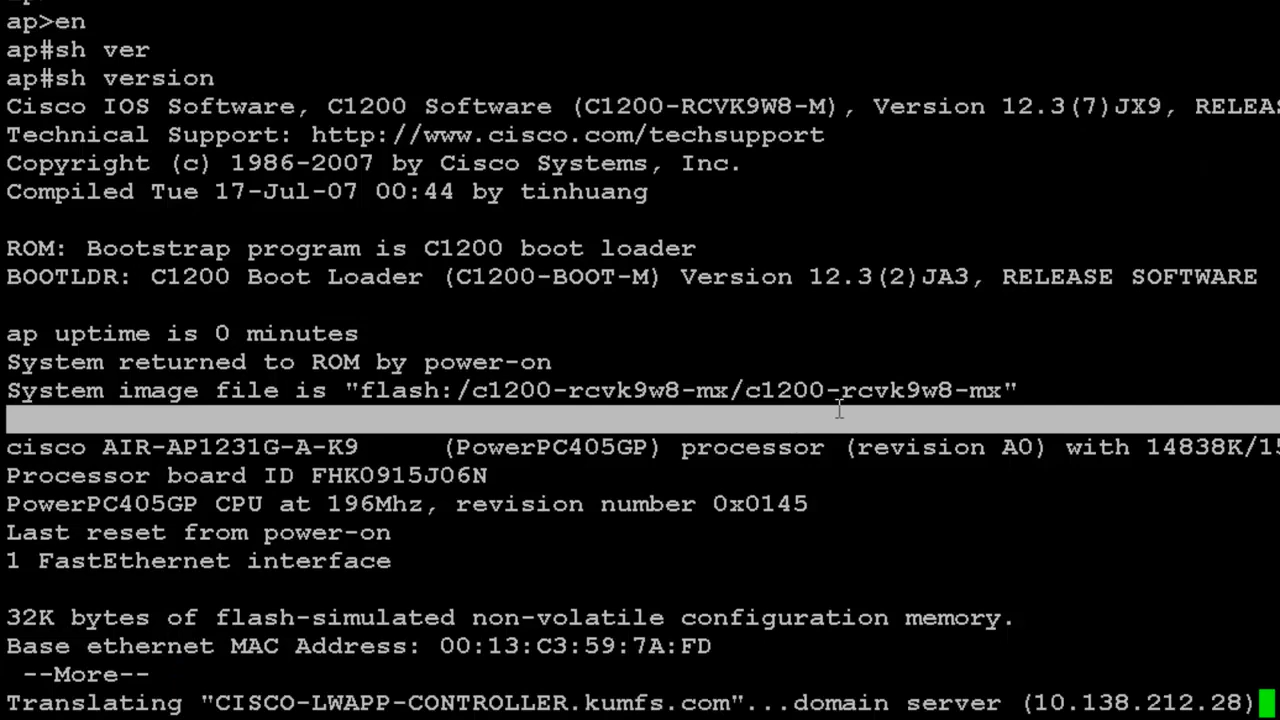 ap>en
ap#sh ver
ap#sh version
Cisco IOS Software, C1200 Software (C1200-RCVK9W8-M), Version 12.3(7)JX9, RELEA
Technical Support: http://www.cisco.com/techsupport
Copyright (c) 1986-2007 by Cisco Systems, Inc.
Compiled Tue 17-Jul-07 00:44 by tinhuang
ROM: Bootstrap program is C1200 boot loader
BOOTLDR: C1200 Boot Loader (C1200-BOOT-M) Version 12.3(2)JA3, RELEASE SOFTWARE
ap uptime is 0 minutes
System returned to ROM by power-on
System image file is "flash:/c1200-rcvk9w8-mx/c1200-rcvk9w8-mx"
cisco AIR-AP1231G-A-K9     (PowerPC405GP) processor (revision A0) with 14838K/15
Processor board ID FHK0915J06N
PowerPC405GP CPU at 196Mhz, revision number 0x0145
Last reset from power-on
1 FastEthernet interface
32K bytes of flash-simulated non-volatile configuration memory.
Base ethernet MAC Address: 00:13:C3:59:7A:FD
--More--
Translating "CISCO-LWAPP-CONTROLLER.kumfs.com"...domain server (10.138.212.28)